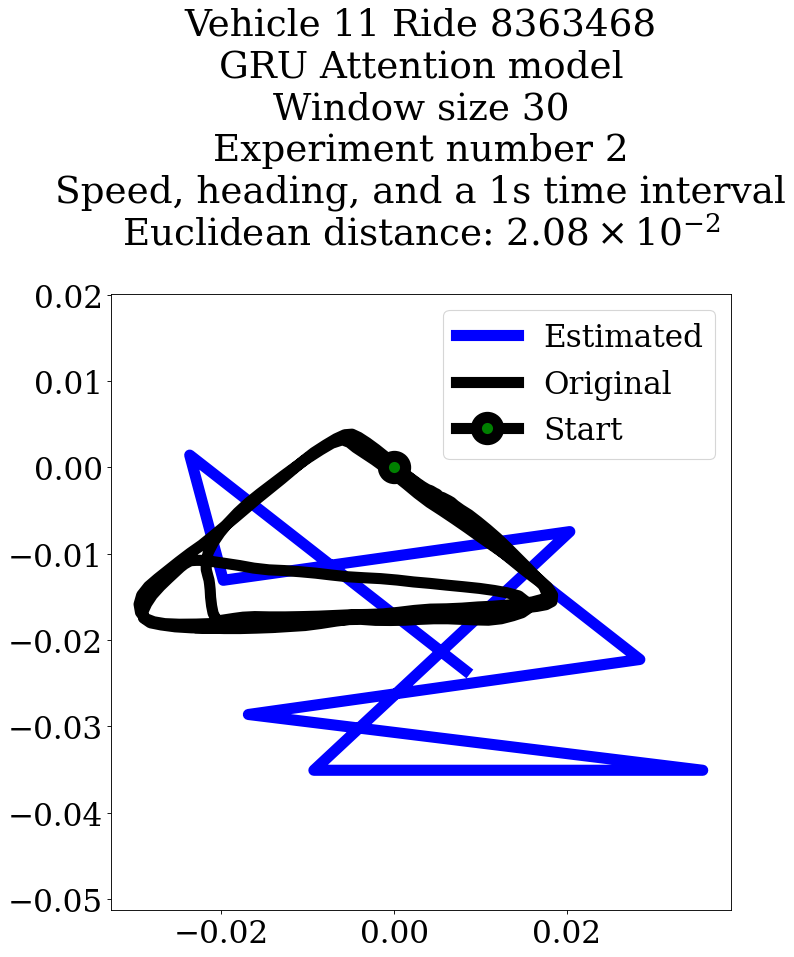 Vehicle 11 Ride 8363468
GRU Attention model
Window size 30
Experiment number 2
Speed, heading, and a 1s time interval
Euclidean distance: 2.08 × 10⁻²
0.02
0.01
0.00
−0.01
−0.02
−0.03
−0.04
−0.05
Estimated
Original
Start
−0.02 0.00 0.02